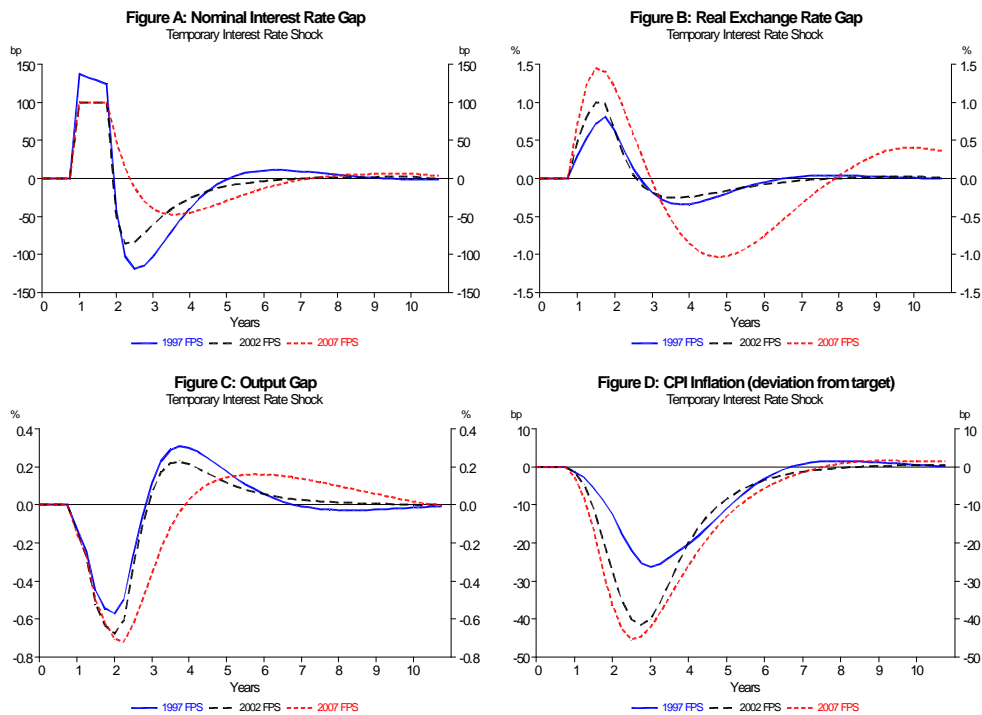 Figure A: Nominal Interest Rate Gap
Temporary Interest Rate Shock
bp bp
150 150
100 100
50 50
0 0
-50 -50
-100 -100
-150 -150
0 1 2 3 4 5 6 7 8 9 10
Years
1997 FPS 2002 FPS 2007 FPS
Figure B: Real Exchange Rate Gap
Temporary Interest Rate Shock
% %
1.5 1.5
1.0 1.0
0.5 0.5
0.0 0.0
-0.5 -0.5
-1.0 -1.0
-1.5 -1.5
0 1 2 3 4 5 6 7 8 9 10
Years
1997 FPS 2002 FPS 2007 FPS
Figure C: Output Gap
Temporary Interest Rate Shock
% %
0.4 0.4
0.2 0.2
0.0 0.0
-0.2 -0.2
-0.4 -0.4
-0.6 -0.6
-0.8 -0.8
0 1 2 3 4 5 6 7 8 9 10
Years
1997 FPS 2002 FPS 2007 FPS
Figure D: CPI Inflation (deviation from target)
Temporary Interest Rate Shock
bp bp
10 10
0 0
-10 -10
-20 -20
-30 -30
-40 -40
-50 -50
0 1 2 3 4 5 6 7 8 9 10
Years
1997 FPS 2002 FPS 2007 FPS